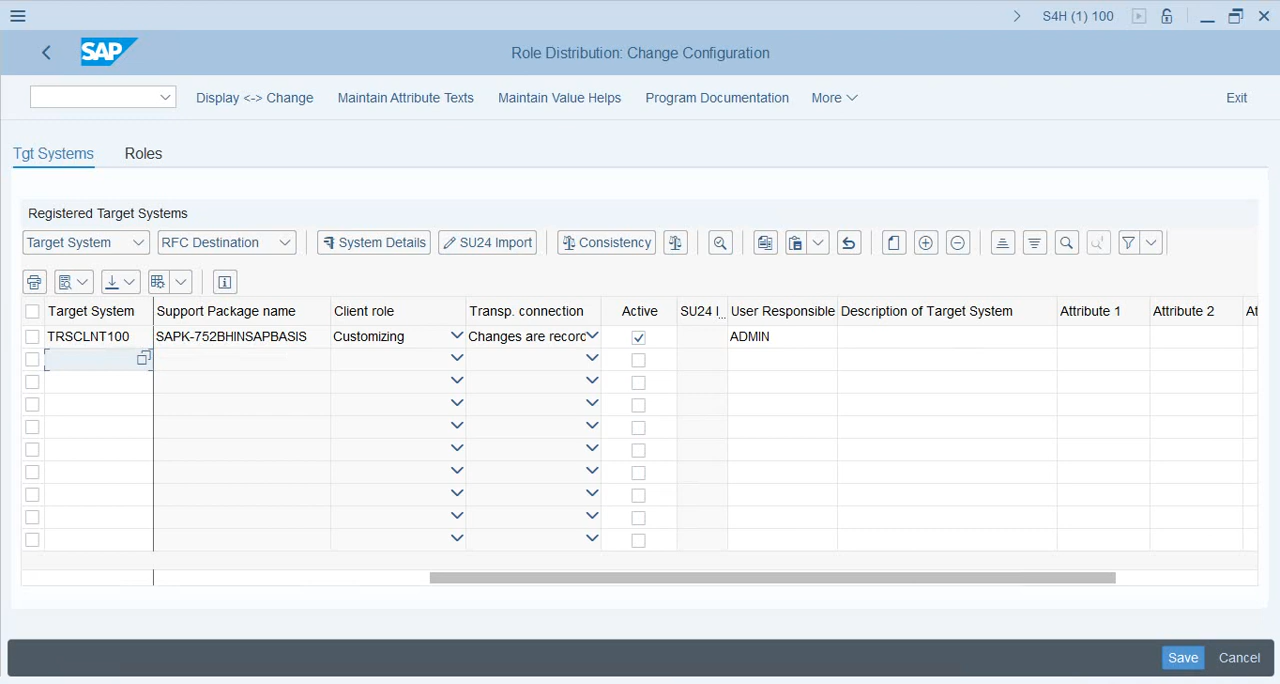 S4H (1) 100
SAP
Role Distribution: Change Configuration
Display <-> Change Maintain Attribute Texts Maintain Value Helps Program Documentation More Exit
Tgt Systems Roles
Registered Target Systems
Target System RFC Destination System Details SU24 Import Consistency
Target System Support Package name Client role Transp. connection Active SU24 I... User Responsible Description of Target System Attribute 1 Attribute 2 At
TRSCLNT100 SAPK-752BHINSAPBASIS Customizing Changes are record ADMIN
Save Cancel